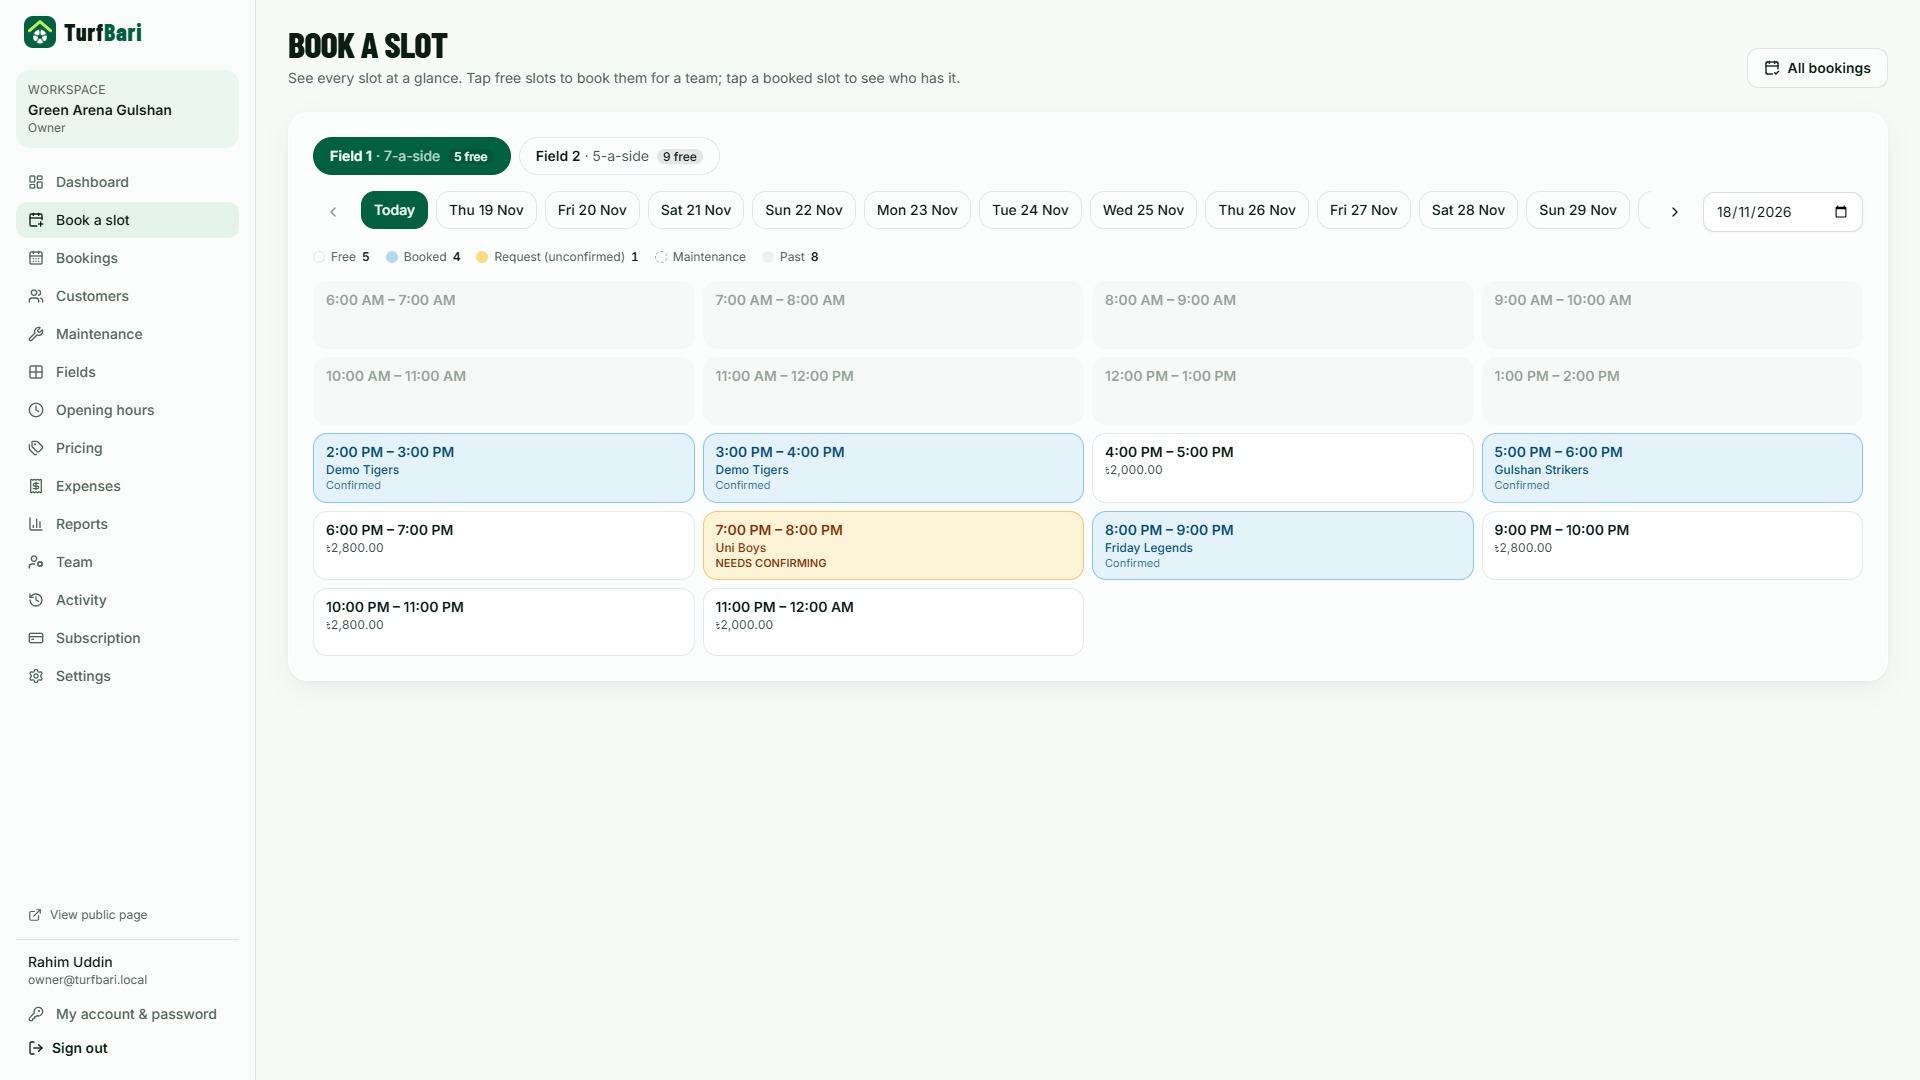 TurfBari
WORKSPACE
Green Arena Gulshan
Owner
Dashboard
Book a slot
Bookings
Customers
Maintenance
Fields
Opening hours
Pricing
Expenses
Reports
Team
Activity
Subscription
Settings
View public page
Rahim Uddin
owner@turfbari.local
My account & password
Sign out
BOOK A SLOT
See every slot at a glance. Tap free slots to book them for a team; tap a booked slot to see who has it.
All bookings
Field 1 · 7-a-side 5 free Field 2 · 5-a-side 9 free
Today Thu 19 Nov Fri 20 Nov Sat 21 Nov Sun 22 Nov Mon 23 Nov Tue 24 Nov Wed 25 Nov Thu 26 Nov Fri 27 Nov Sat 28 Nov Sun 29 Nov 18/11/2026
Free 5 Booked 4 Request (unconfirmed) 1 Maintenance Past 8
6:00 AM – 7:00 AM
7:00 AM – 8:00 AM
8:00 AM – 9:00 AM
9:00 AM – 10:00 AM
10:00 AM – 11:00 AM
11:00 AM – 12:00 PM
12:00 PM – 1:00 PM
1:00 PM – 2:00 PM
2:00 PM – 3:00 PM
Demo Tigers
Confirmed
3:00 PM – 4:00 PM
Demo Tigers
Confirmed
4:00 PM – 5:00 PM
৳2,000.00
5:00 PM – 6:00 PM
Gulshan Strikers
Confirmed
6:00 PM – 7:00 PM
৳2,800.00
7:00 PM – 8:00 PM
Uni Boys
NEEDS CONFIRMING
8:00 PM – 9:00 PM
Friday Legends
Confirmed
9:00 PM – 10:00 PM
৳2,800.00
10:00 PM – 11:00 PM
৳2,800.00
11:00 PM – 12:00 AM
৳2,000.00